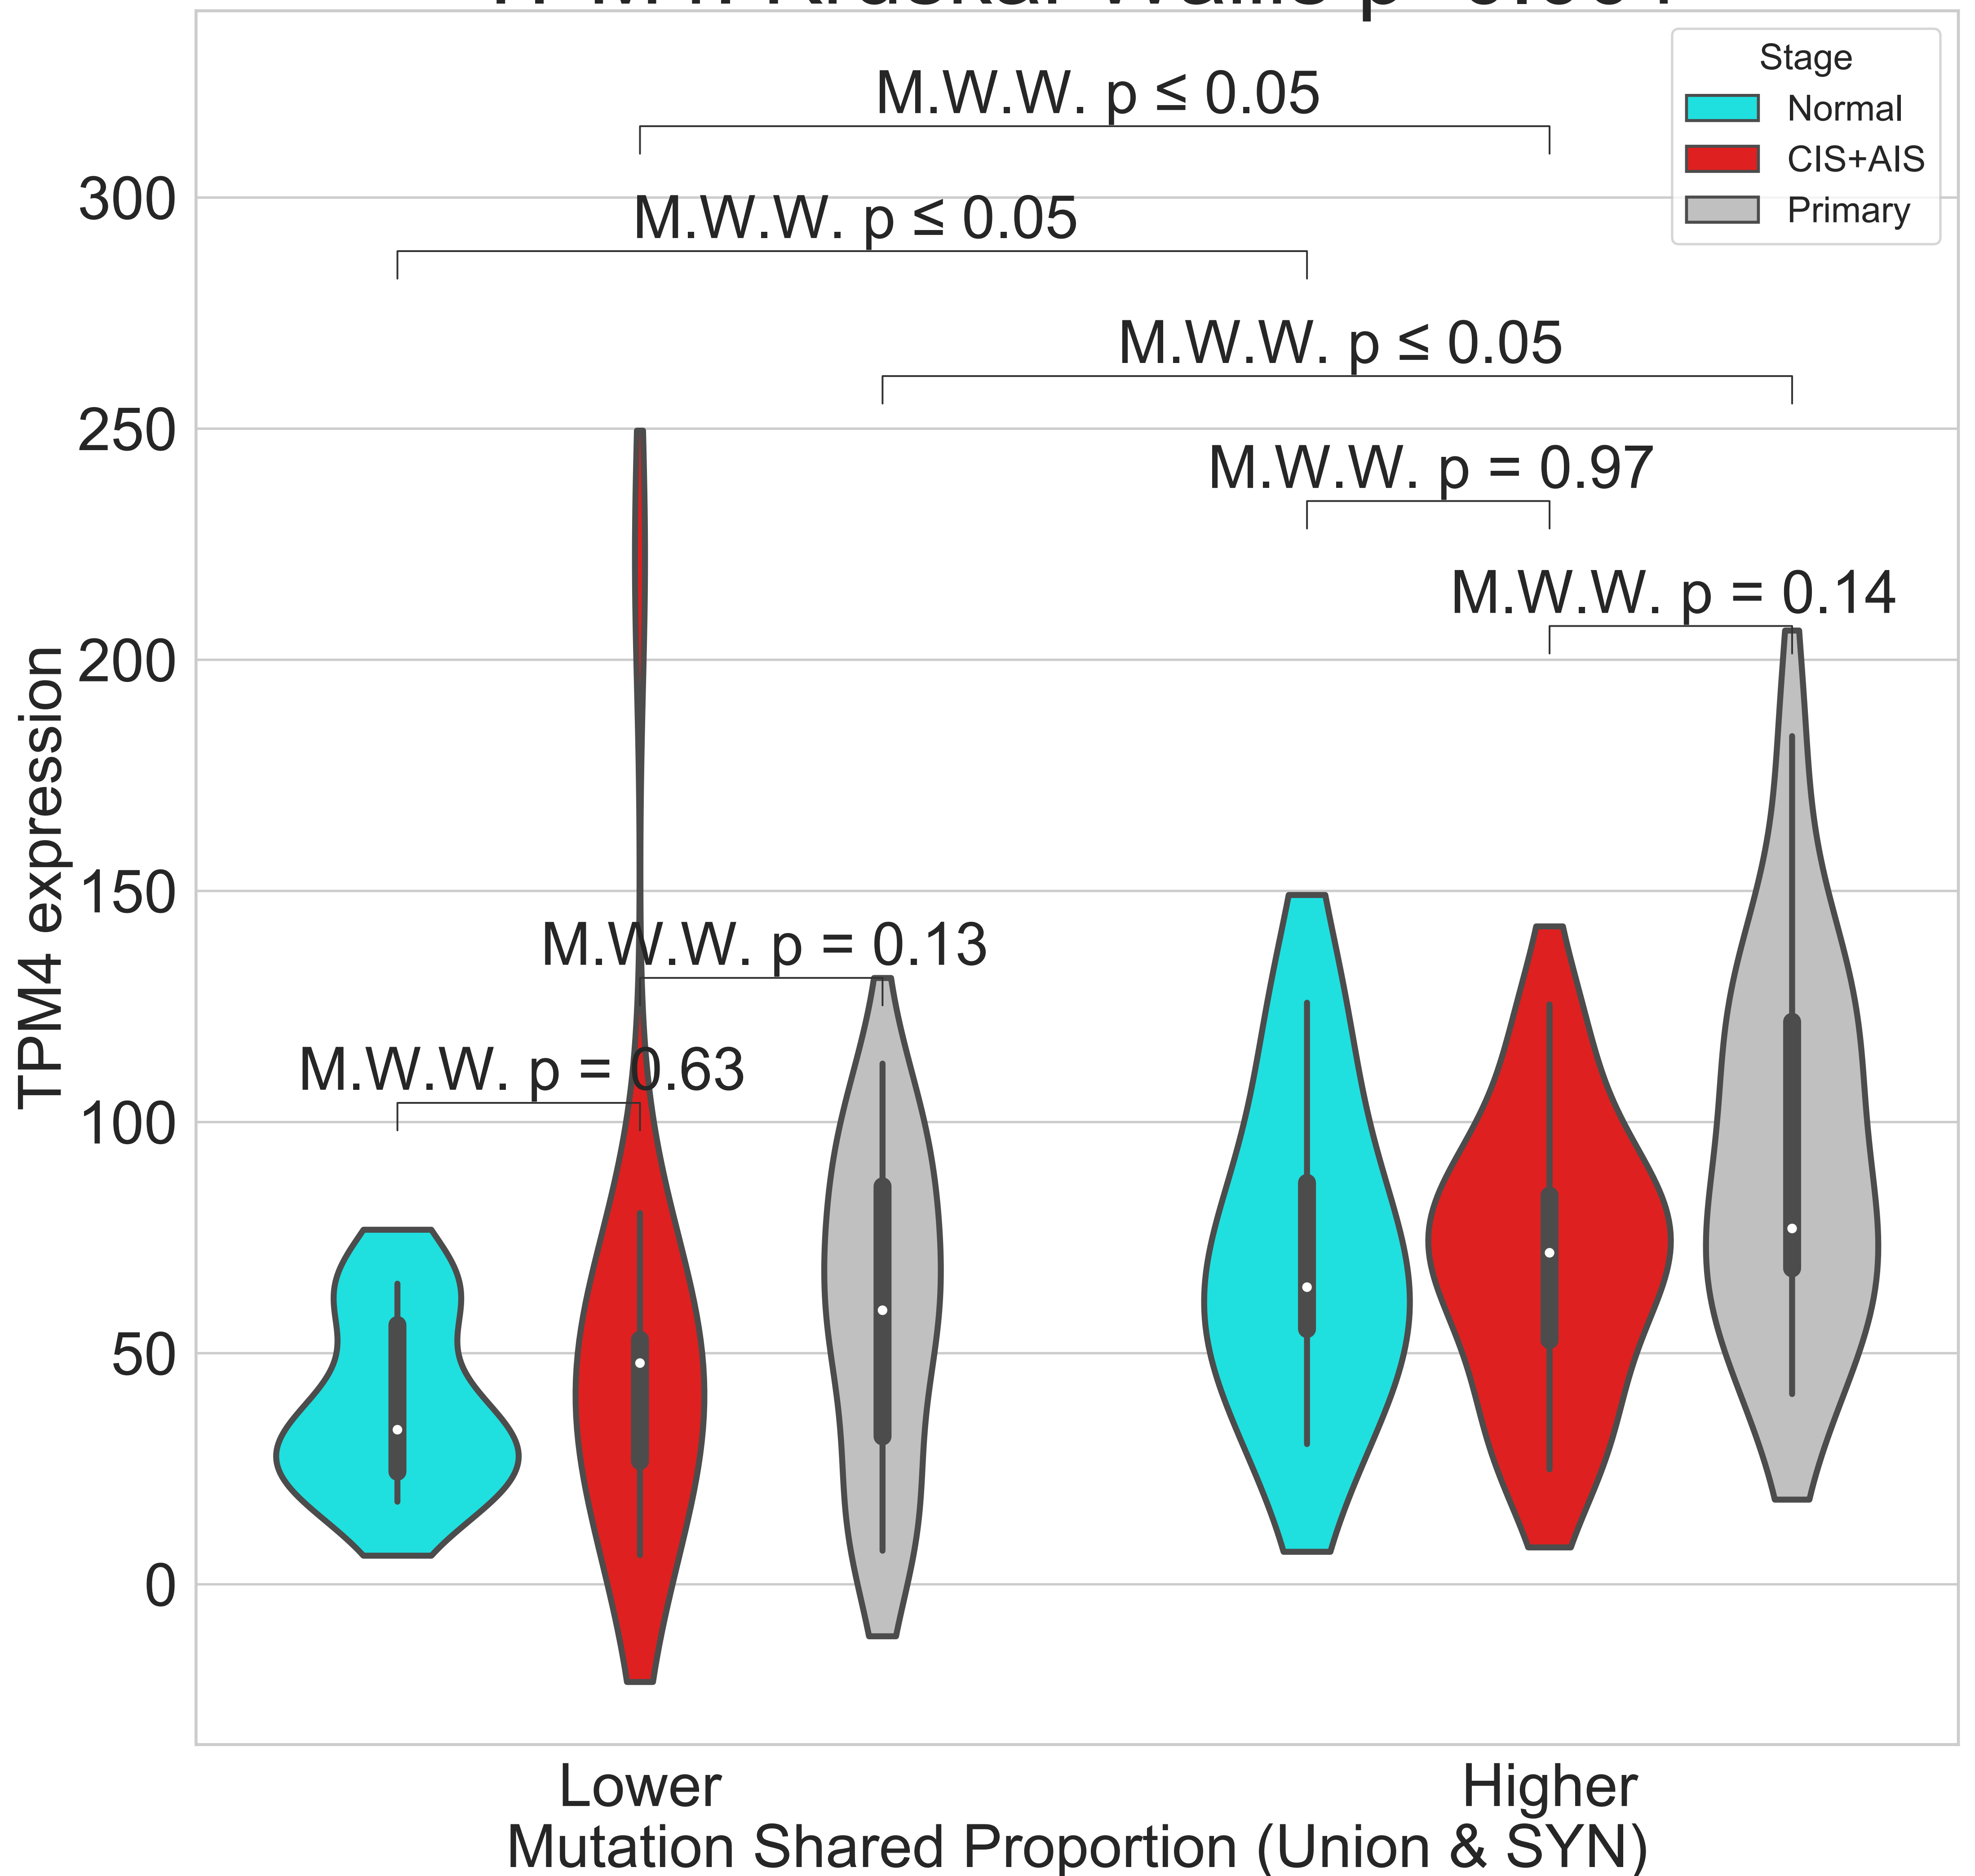 Stage
Normal
CIS+AIS
Primary
M.W.W. p ≤ 0.05
M.W.W. p ≤ 0.05
M.W.W. p ≤ 0.05
M.W.W. p = 0.97
M.W.W. p = 0.14
M.W.W. p = 0.13
M.W.W. p = 0.63
300
250
200
150
100
50
0
TPM4 expression
Lower
Higher
Mutation Shared Proportion (Union & SYN)